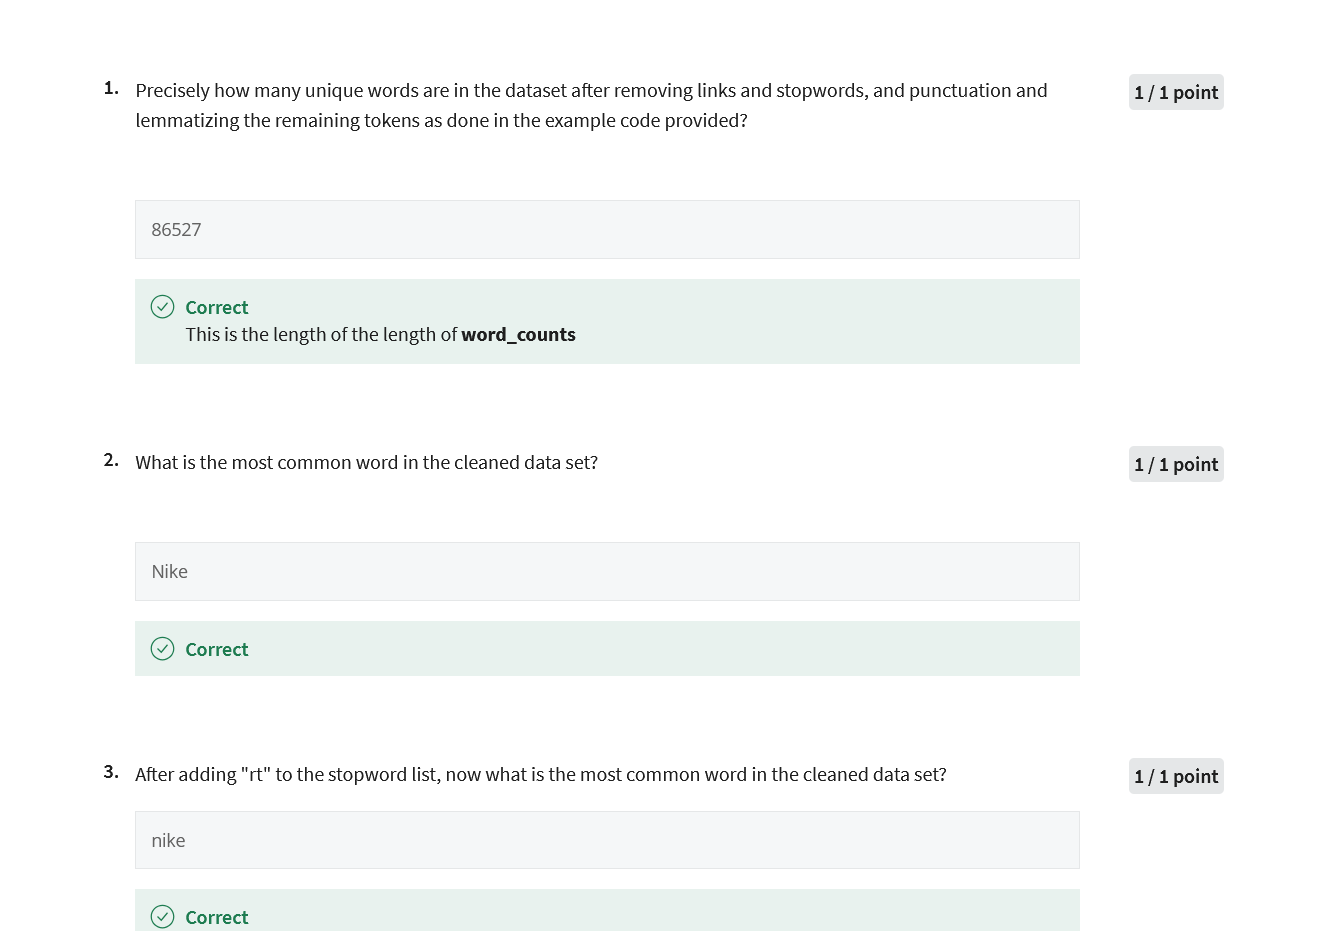 1. Precisely how many unique words are in the dataset after removing links and stopwords, and punctuation and
lemmatizing the remaining tokens as done in the example code provided?
1 / 1 point
86527
Correct
This is the length of the length of word_counts
2. What is the most common word in the cleaned data set?
1 / 1 point
Nike
Correct
3. After adding "rt" to the stopword list, now what is the most common word in the cleaned data set?
1 / 1 point
nike
Correct